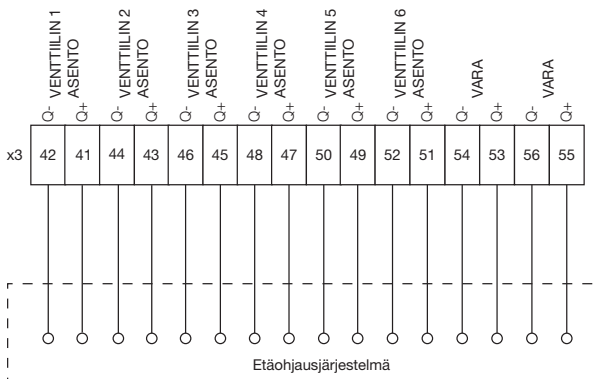 VENTTIILIN 1
ASENTO
VENTTIILIN 2
ASENTO
VENTTIILIN 3
ASENTO
VENTTIILIN 4
ASENTO
VENTTIILIN 5
ASENTO
VENTTIILIN 6
ASENTO
VARA
VARA
Q- Q+ Q- Q+ Q- Q+ Q- Q+ Q- Q+ Q- Q+ Q- Q+ Q- Q+
x3 42 41 44 43 46 45 48 47 50 49 52 51 54 53 56 55
Etäohjausjärjestelmä